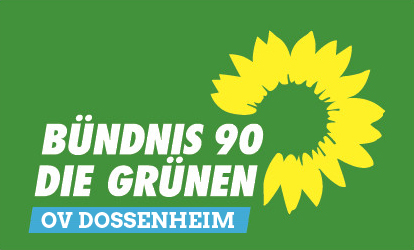 BÜNDNIS 90
DIE GRÜNEN
OV DOSSENHEIM